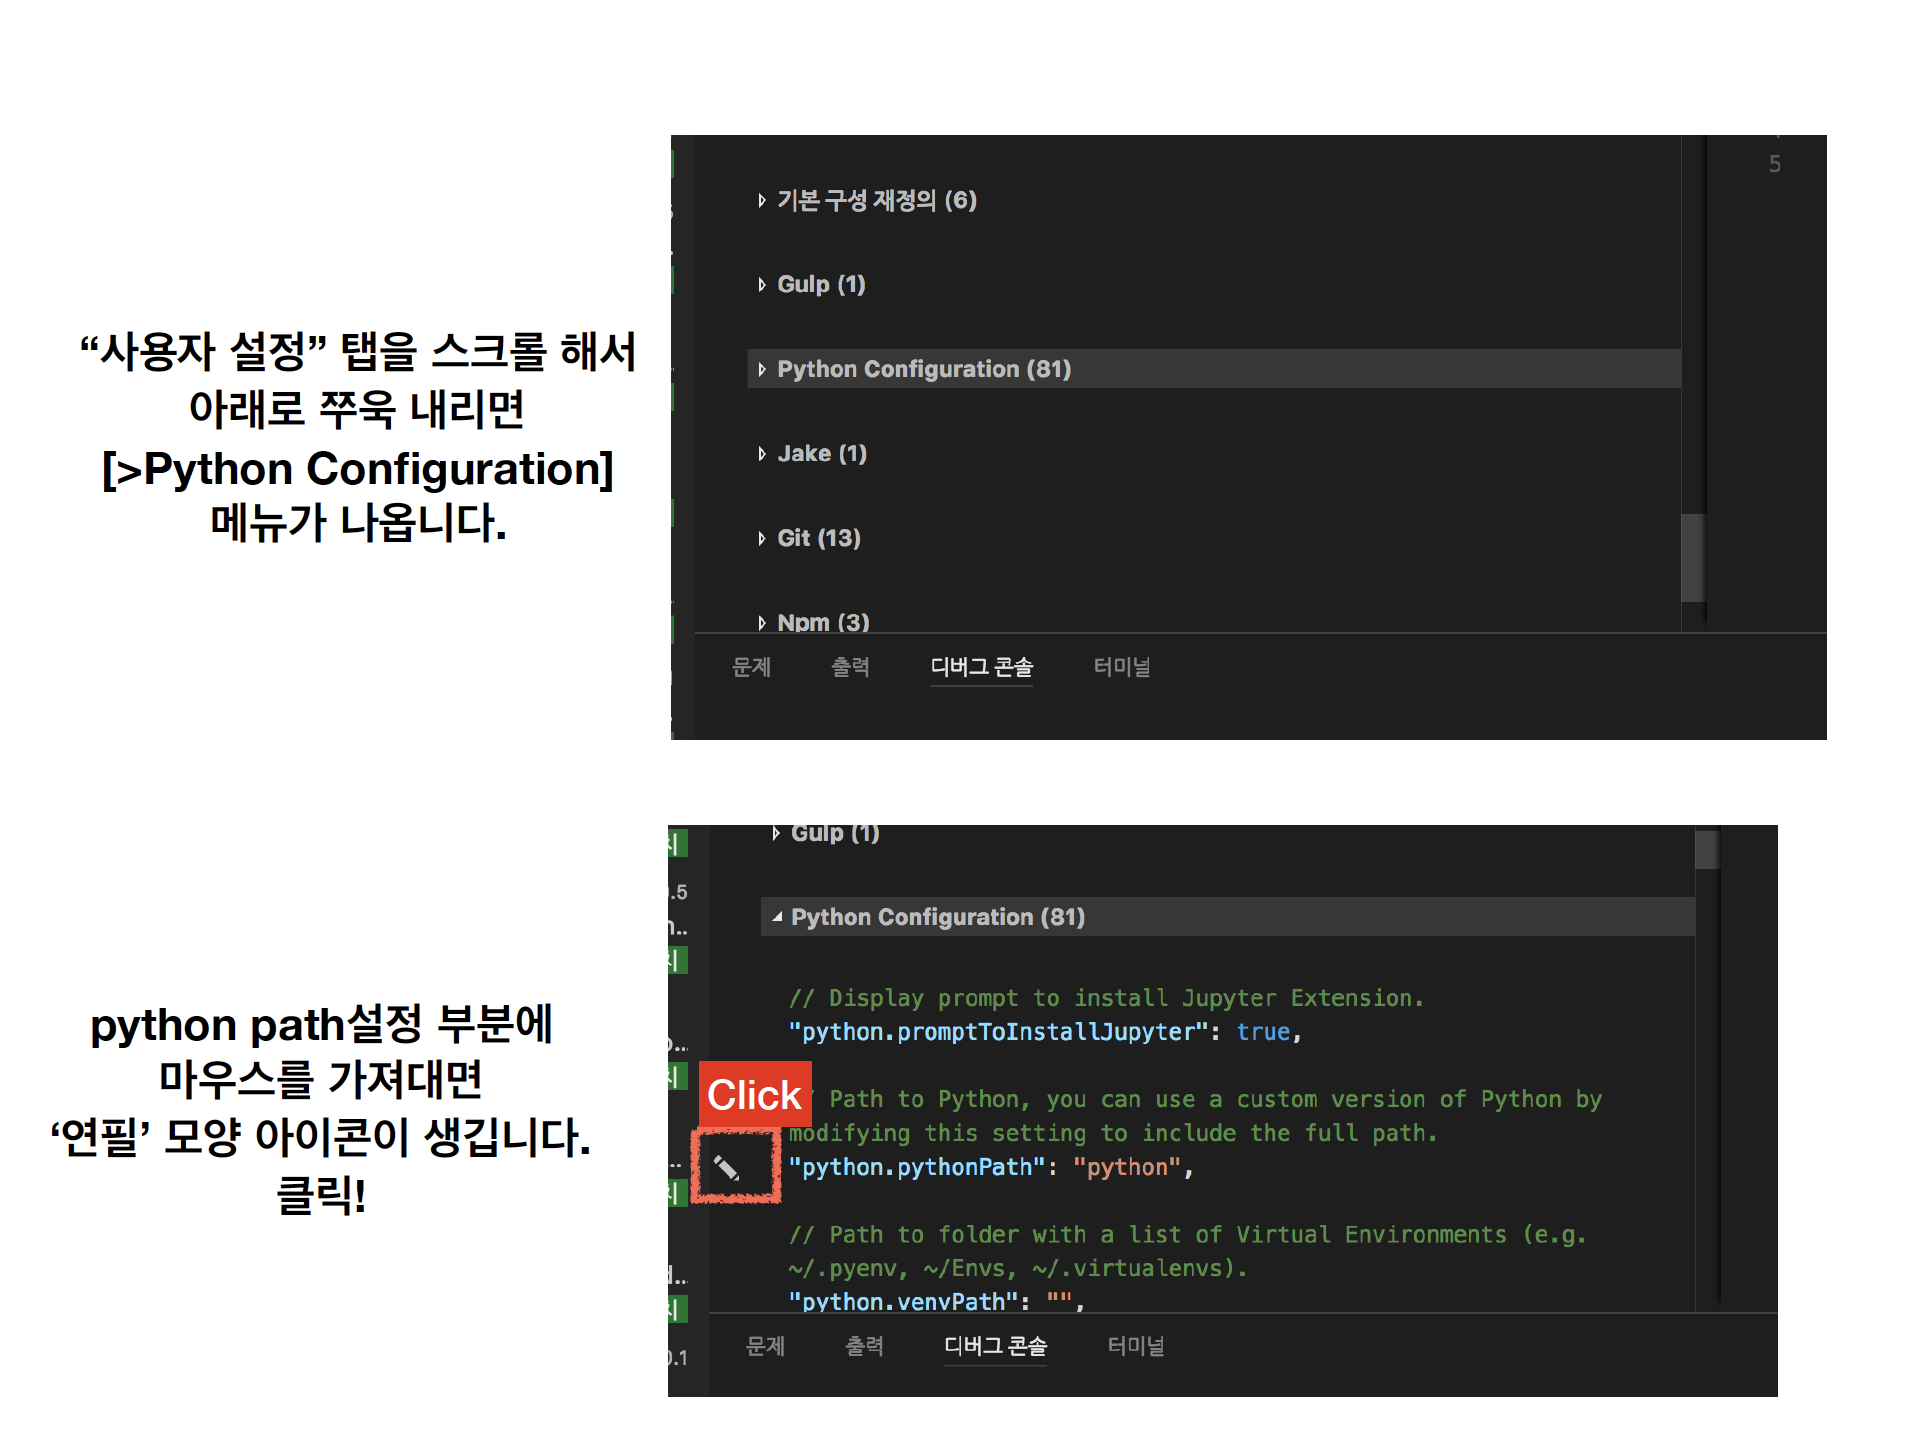 “사용자 설정” 탭을 스크롤 해서
아래로 쭈욱 내리면
[>Python Configuration]
메뉴가 나옵니다.
5
기본 구성 재정의 (6)
Gulp (1)
Python Configuration (81)
Jake (1)
Git (13)
Npm (3)
문제 출력 디버그 콘솔 터미널
python path설정 부분에
마우스를 가져대면
‘연필’ 모양 아이콘이 생깁니다.
클릭!
Gulp (1)
.5
Python Configuration (81)
// Display prompt to install Jupyter Extension.
"python.promptToInstallJupyter": true,
Click
Path to Python, you can use a custom version of Python by
modifying this setting to include the full path.
"python.pythonPath": "python",
// Path to folder with a list of Virtual Environments (e.g.
~/.pyenv, ~/Envs, ~/.virtualenvs).
"python.venvPath": "",
문제 출력 디버그 콘솔 터미널
.1